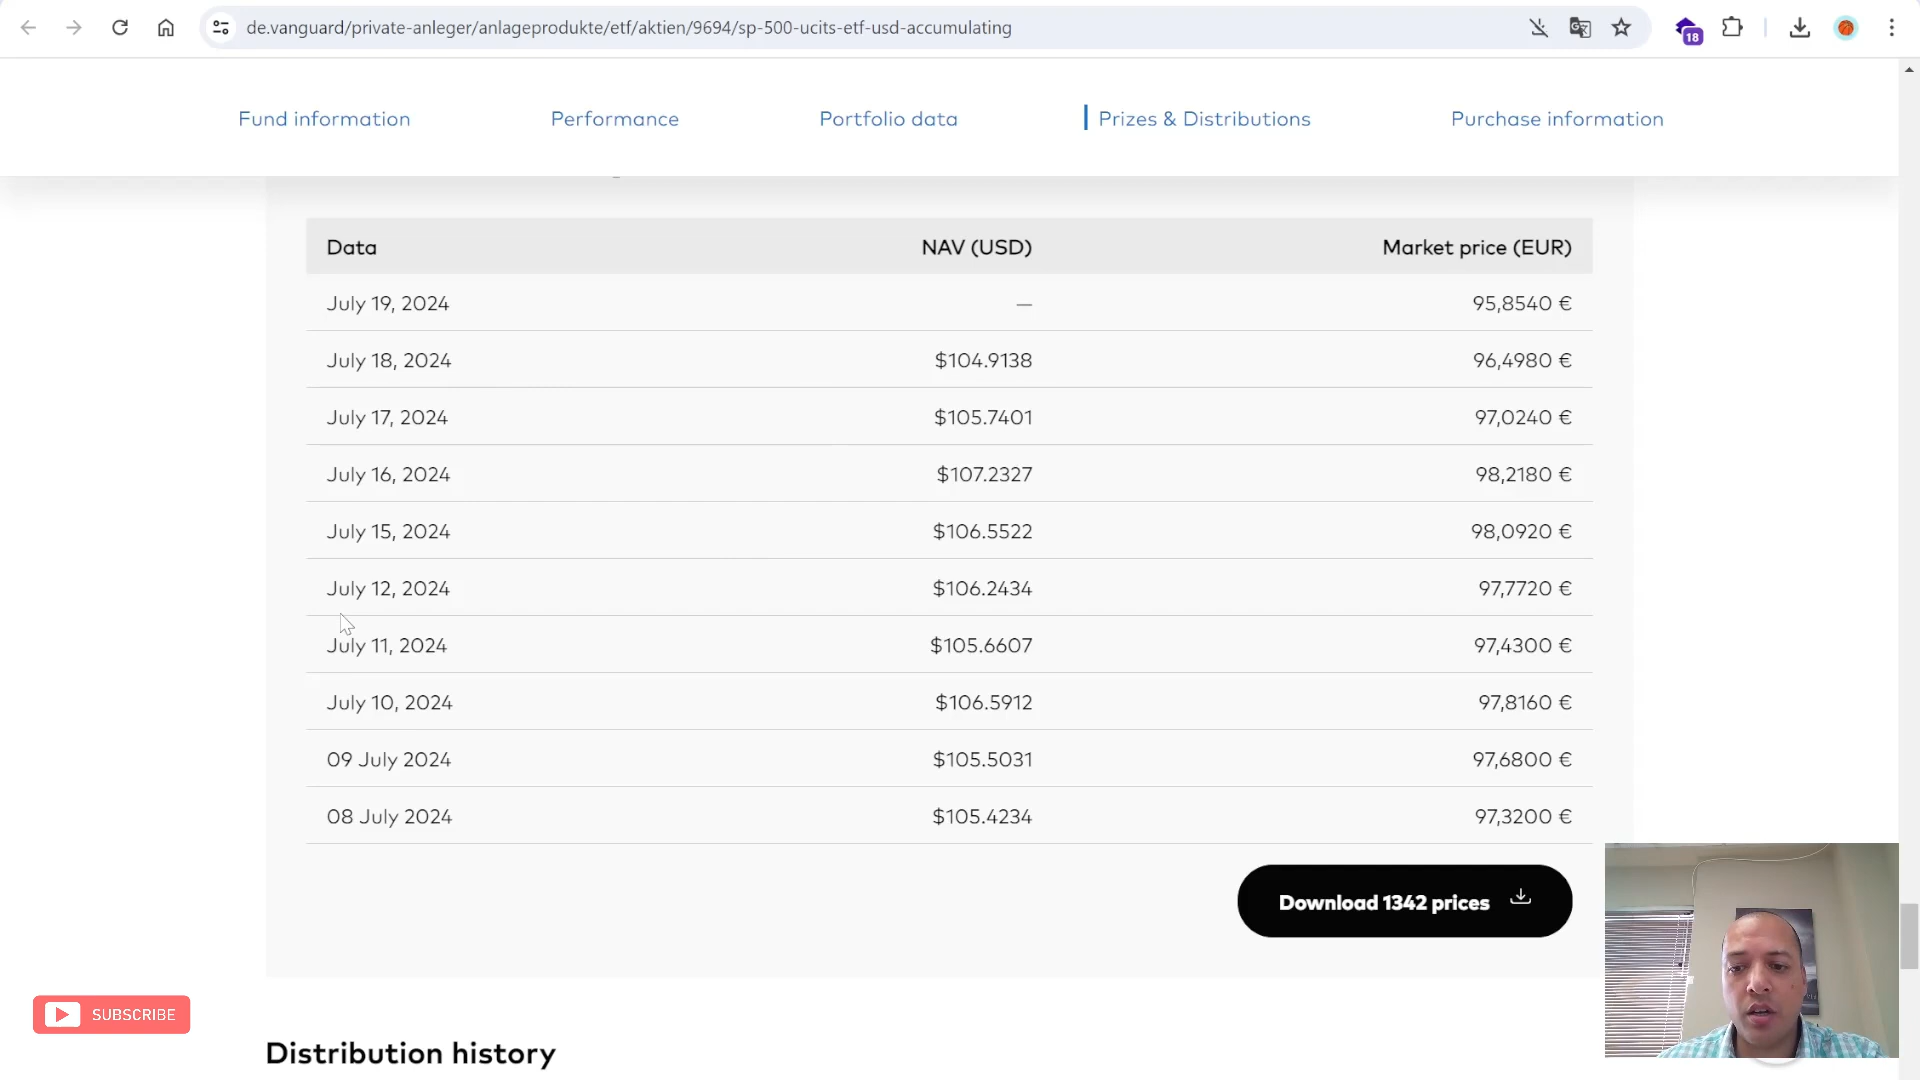 de.vanguard/private-anleger/anlageprodukte/etf/aktien/9694/sp-500-ucits-etf-usd-accumulating
18
Fund information Performance Portfolio data Prizes & Distributions Purchase information
Data NAV (USD) Market price (EUR)
July 19, 2024 — 95,8540 €
July 18, 2024 $104.9138 96,4980 €
July 17, 2024 $105.7401 97,0240 €
July 16, 2024 $107.2327 98,2180 €
July 15, 2024 $106.5522 98,0920 €
July 12, 2024 $106.2434 97,7720 €
July 11, 2024 $105.6607 97,4300 €
July 10, 2024 $106.5912 97,8160 €
09 July 2024 $105.5031 97,6800 €
08 July 2024 $105.4234 97,3200 €
Download 1342 prices
SUBSCRIBE
Distribution history